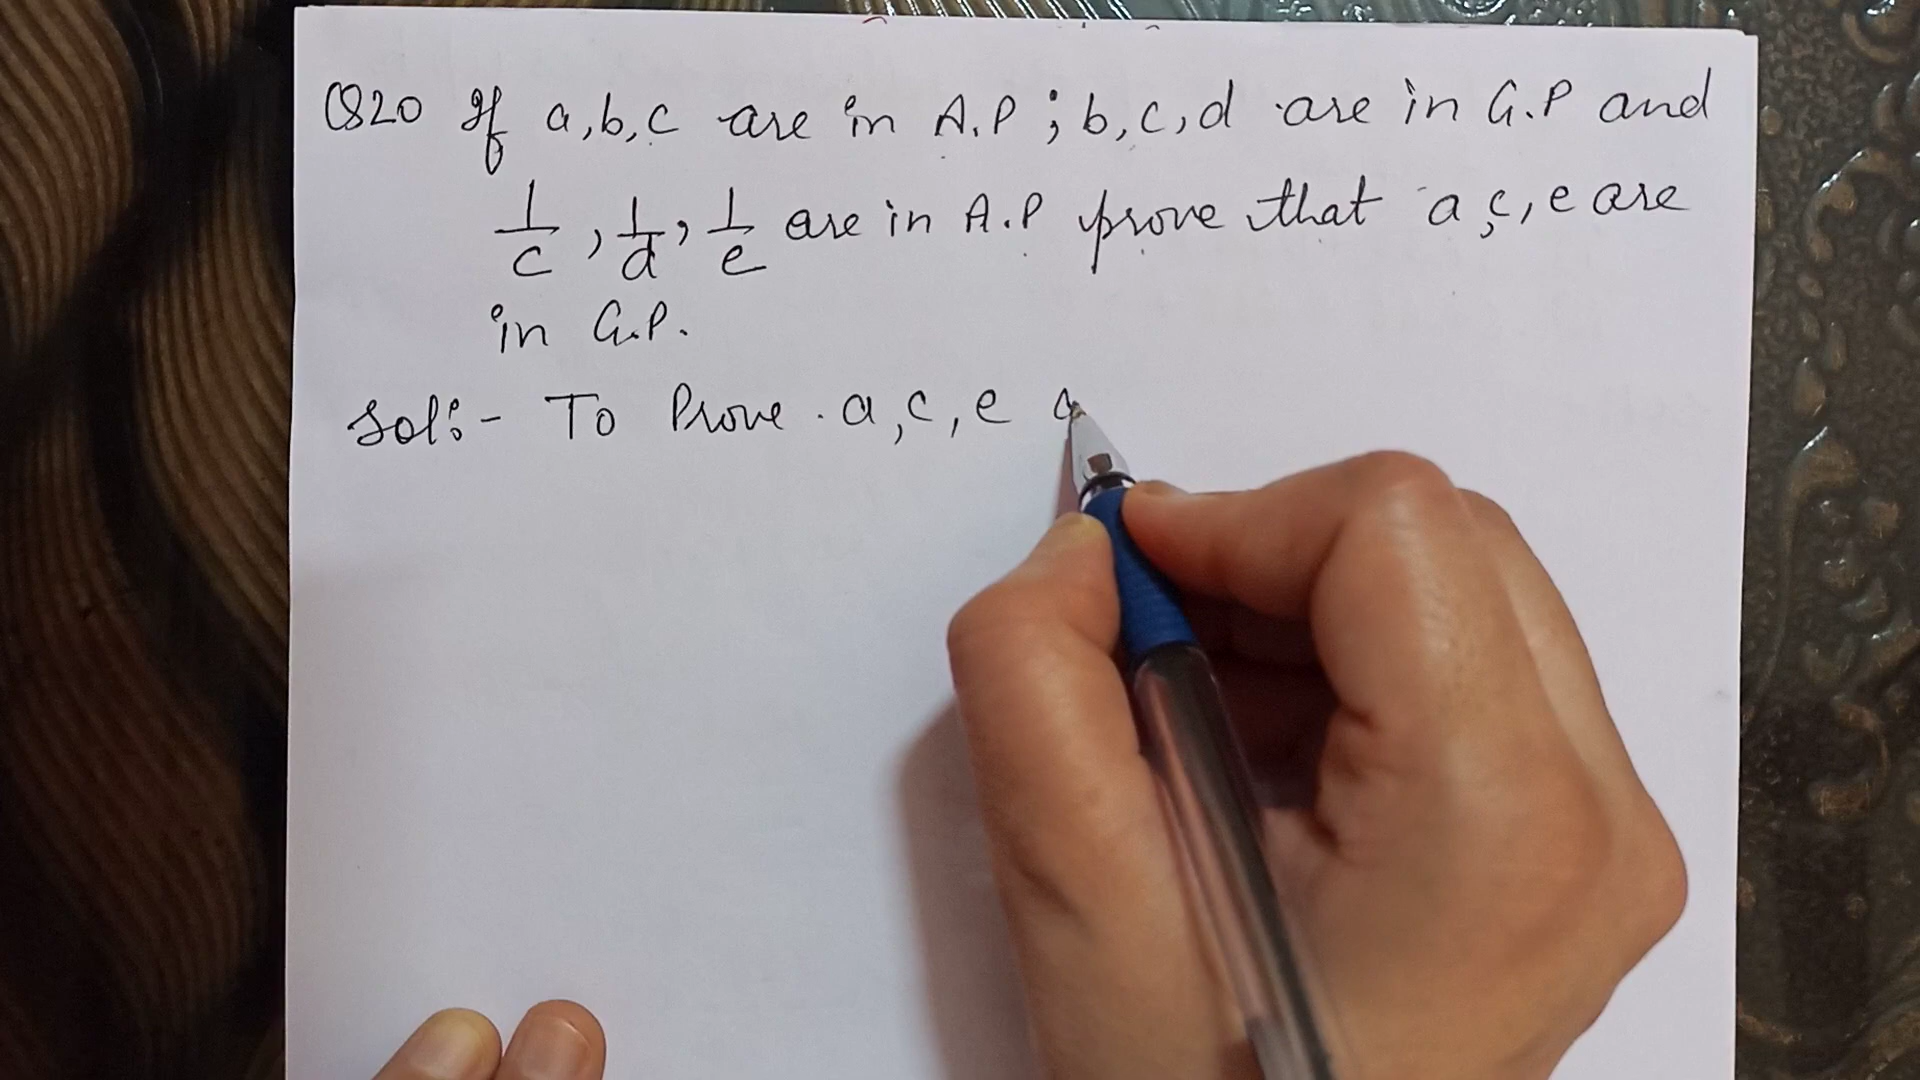 Q20 If a,b,c are in A.P ; b,c,d are in G.P and
1/c , 1/d , 1/e are in A.P prove that a,c,e are
in G.P.
Sol:- To Prove a,c,e a